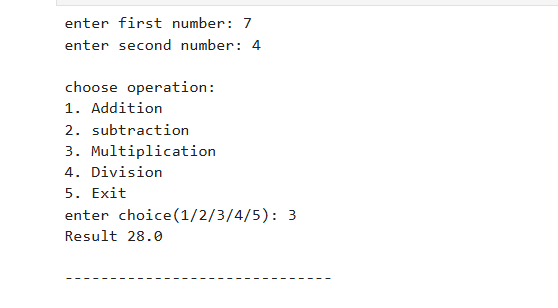 enter first number: 7
enter second number: 4
choose operation:
1. Addition
2. subtraction
3. Multiplication
4. Division
5. Exit
enter choice(1/2/3/4/5): 3
Result 28.0
------------------------------